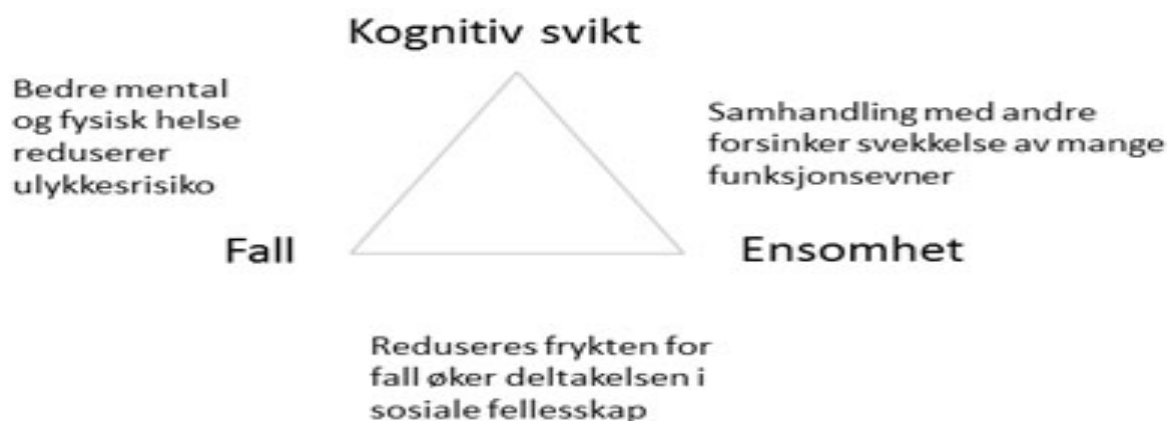 Kognitiv svikt
Bedre mental
og fysisk helse
reduserer
ulykkesrisiko
Samhandling med andre
forsinker svekkelse av mange
funksjonsevner
Fall
Ensomhet
Reduseres frykten for
fall øker deltakelsen i
sosiale fellesskap